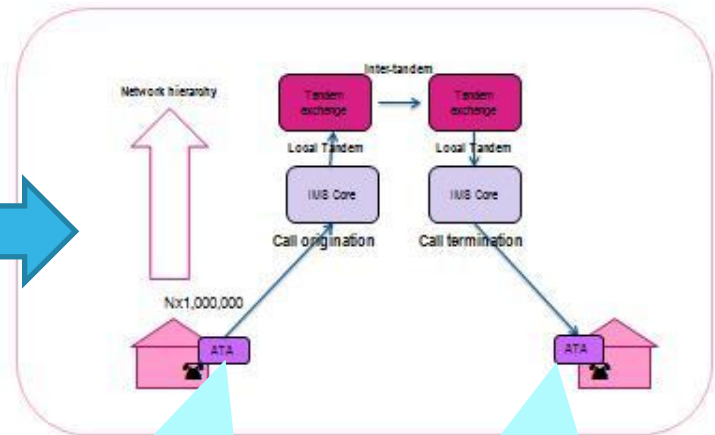 Inter-tandem
Network hierarchy
Tandem
exchange
Tandem
exchange
Local Tandem
Local Tandem
IMS Core
IMS Core
Call origination
Call termination
Nx1,000,000
ATA
ATA